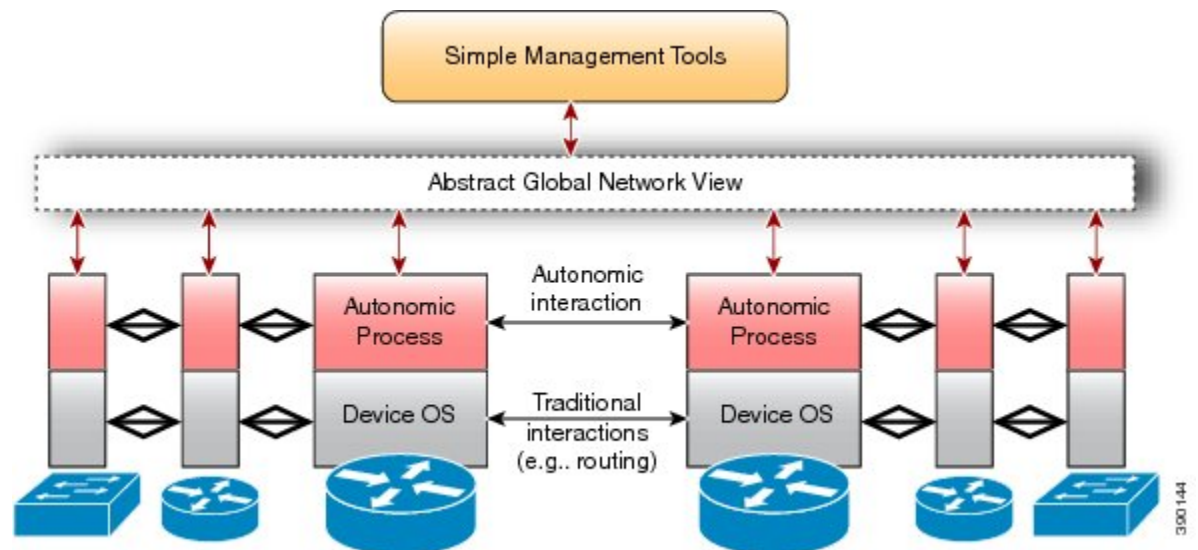 Simple Management Tools
Abstract Global Network View
Autonomic
Process
Autonomic
interaction
Autonomic
Process
Device OS
Traditional
interactions
(e.g.. routing)
Device OS
390144